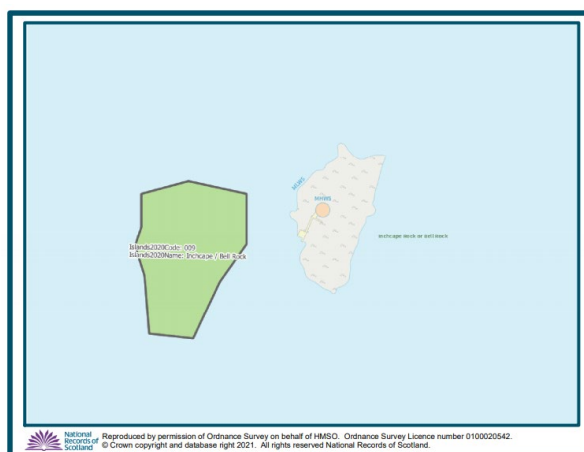 MLWS
MHWS
Inchcape Rock or Bell Rock
Islands2020Code: 009
Islands2020Name: Inchcape / Bell Rock
National
Records of
Scotland
Reproduced by permission of Ordnance Survey on behalf of HMSO. Ordnance Survey Licence number 0100020542.
© Crown copyright and database right 2021. All rights reserved National Records of Scotland.